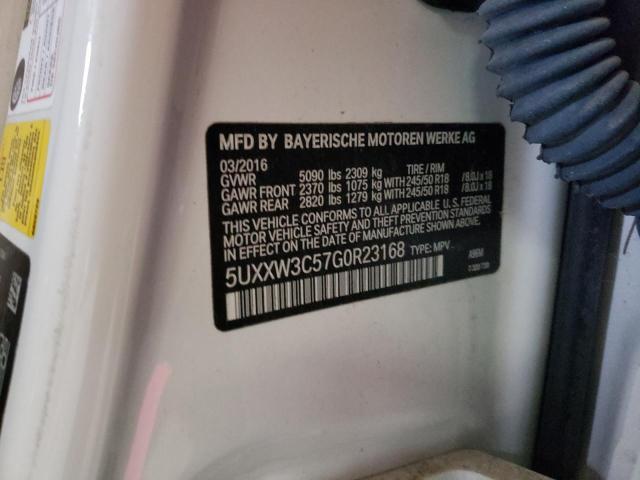 MFD BY BAYERISCHE MOTOREN WERKE AG
03/2016 TIRE / RIM
GVWR 5090 lbs 2309 kg
GAWR FRONT 2370 lbs 1075 kg WITH 245/50 R18 / 8.0J x 18
GAWR REAR 2820 lbs 1279 kg WITH 245/50 R18 / 8.0J x 18
THIS VEHICLE CONFORMS TO ALL APPLICABLE U.S. FEDERAL
MOTOR VEHICLE SAFETY AND THEFT PREVENTION STANDARDS
IN EFFECT ON THE DATE OF MANUFACTURE SHOWN ABOVE.
5UXXW3C57G0R23168 TYPE: MPV